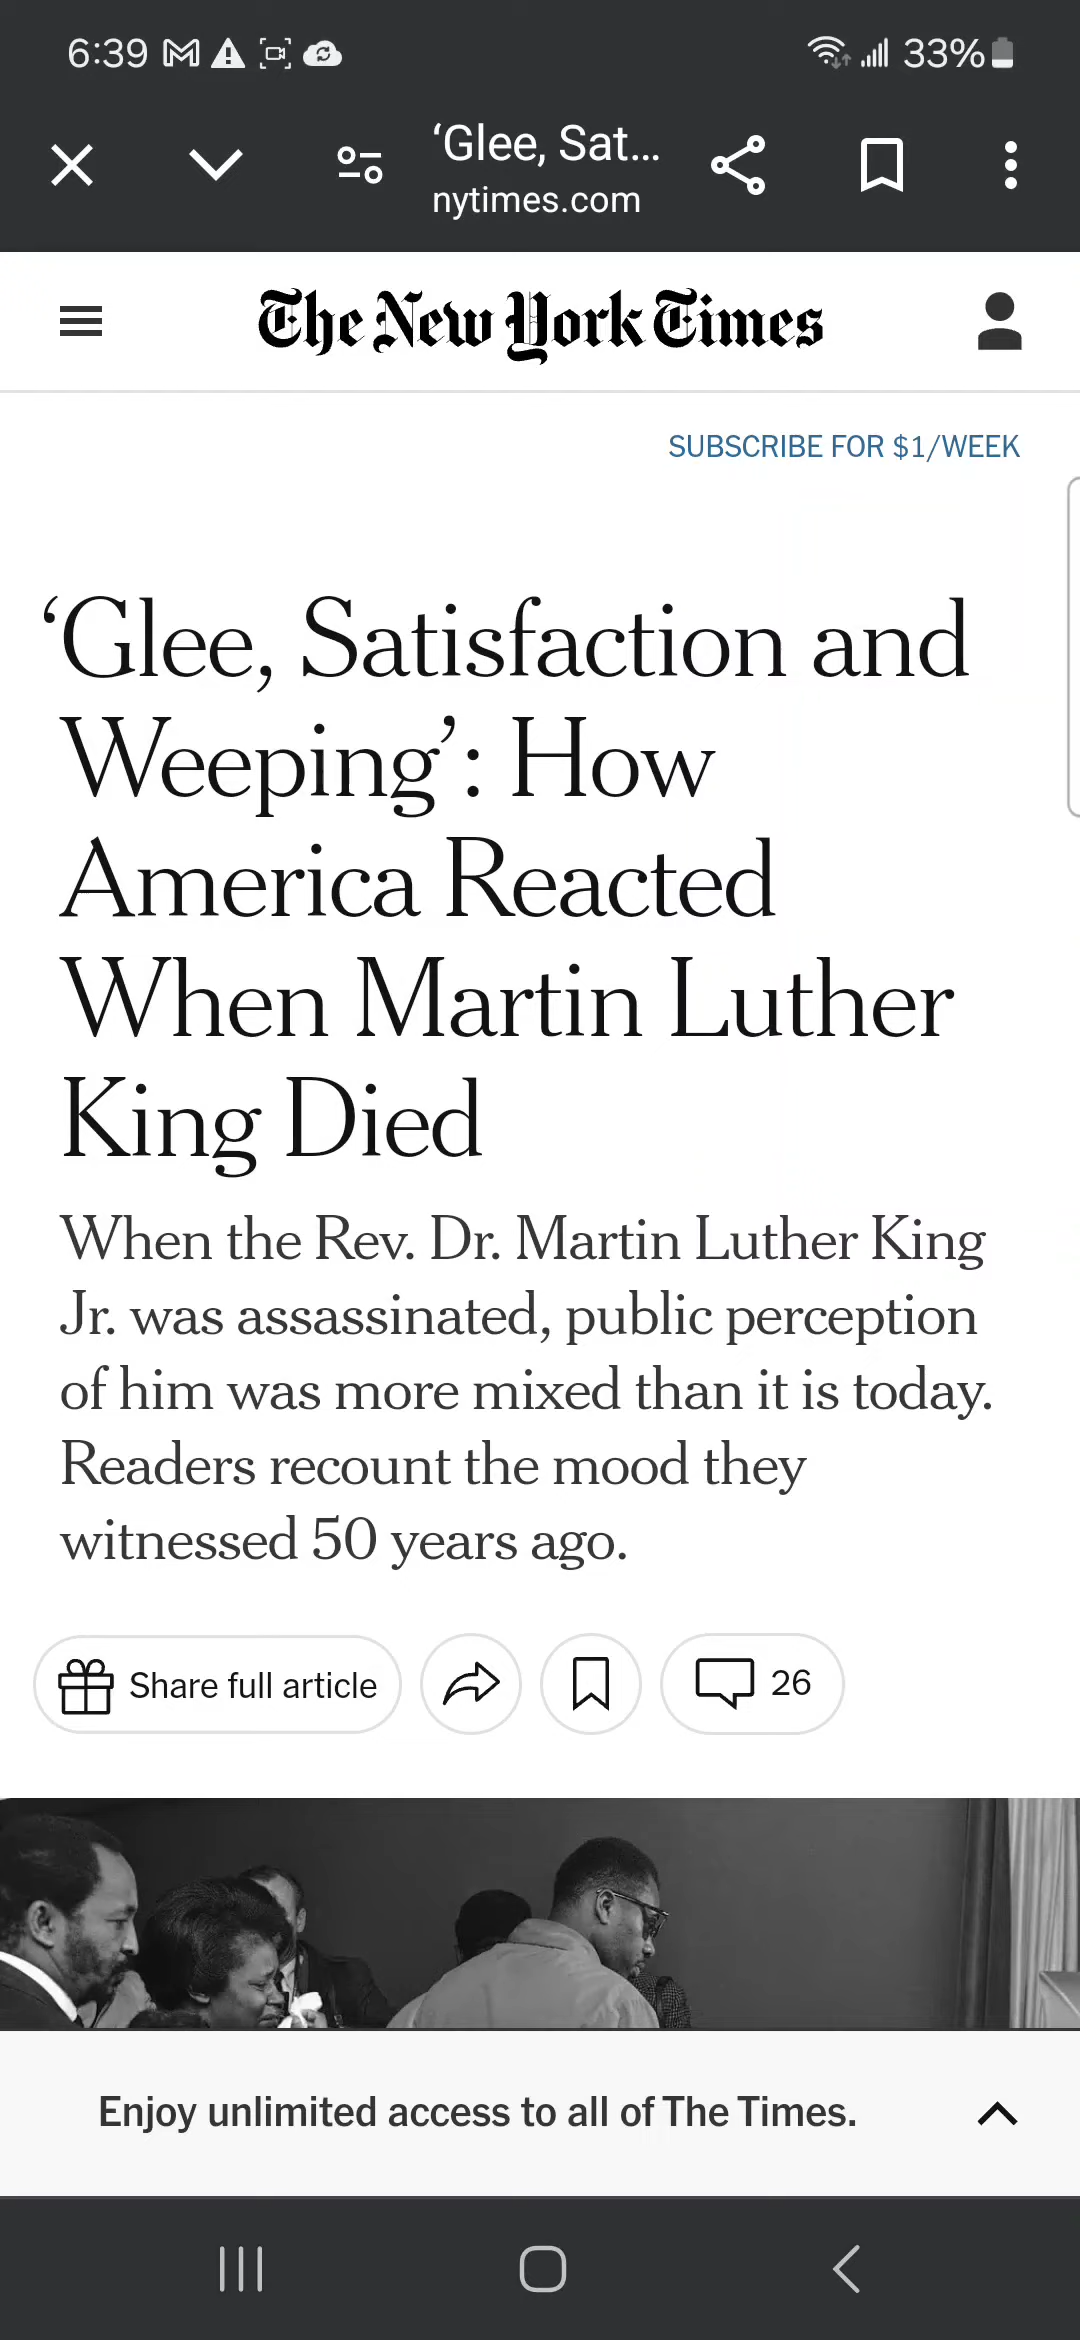 6:39
33%
‘Glee, Sat...
nytimes.com
The New York Times
SUBSCRIBE FOR $1/WEEK
‘Glee, Satisfaction and
Weeping’: How
America Reacted
When Martin Luther
King Died
When the Rev. Dr. Martin Luther King
Jr. was assassinated, public perception
of him was more mixed than it is today.
Readers recount the mood they
witnessed 50 years ago.
Share full article
26
Enjoy unlimited access to all of The Times.